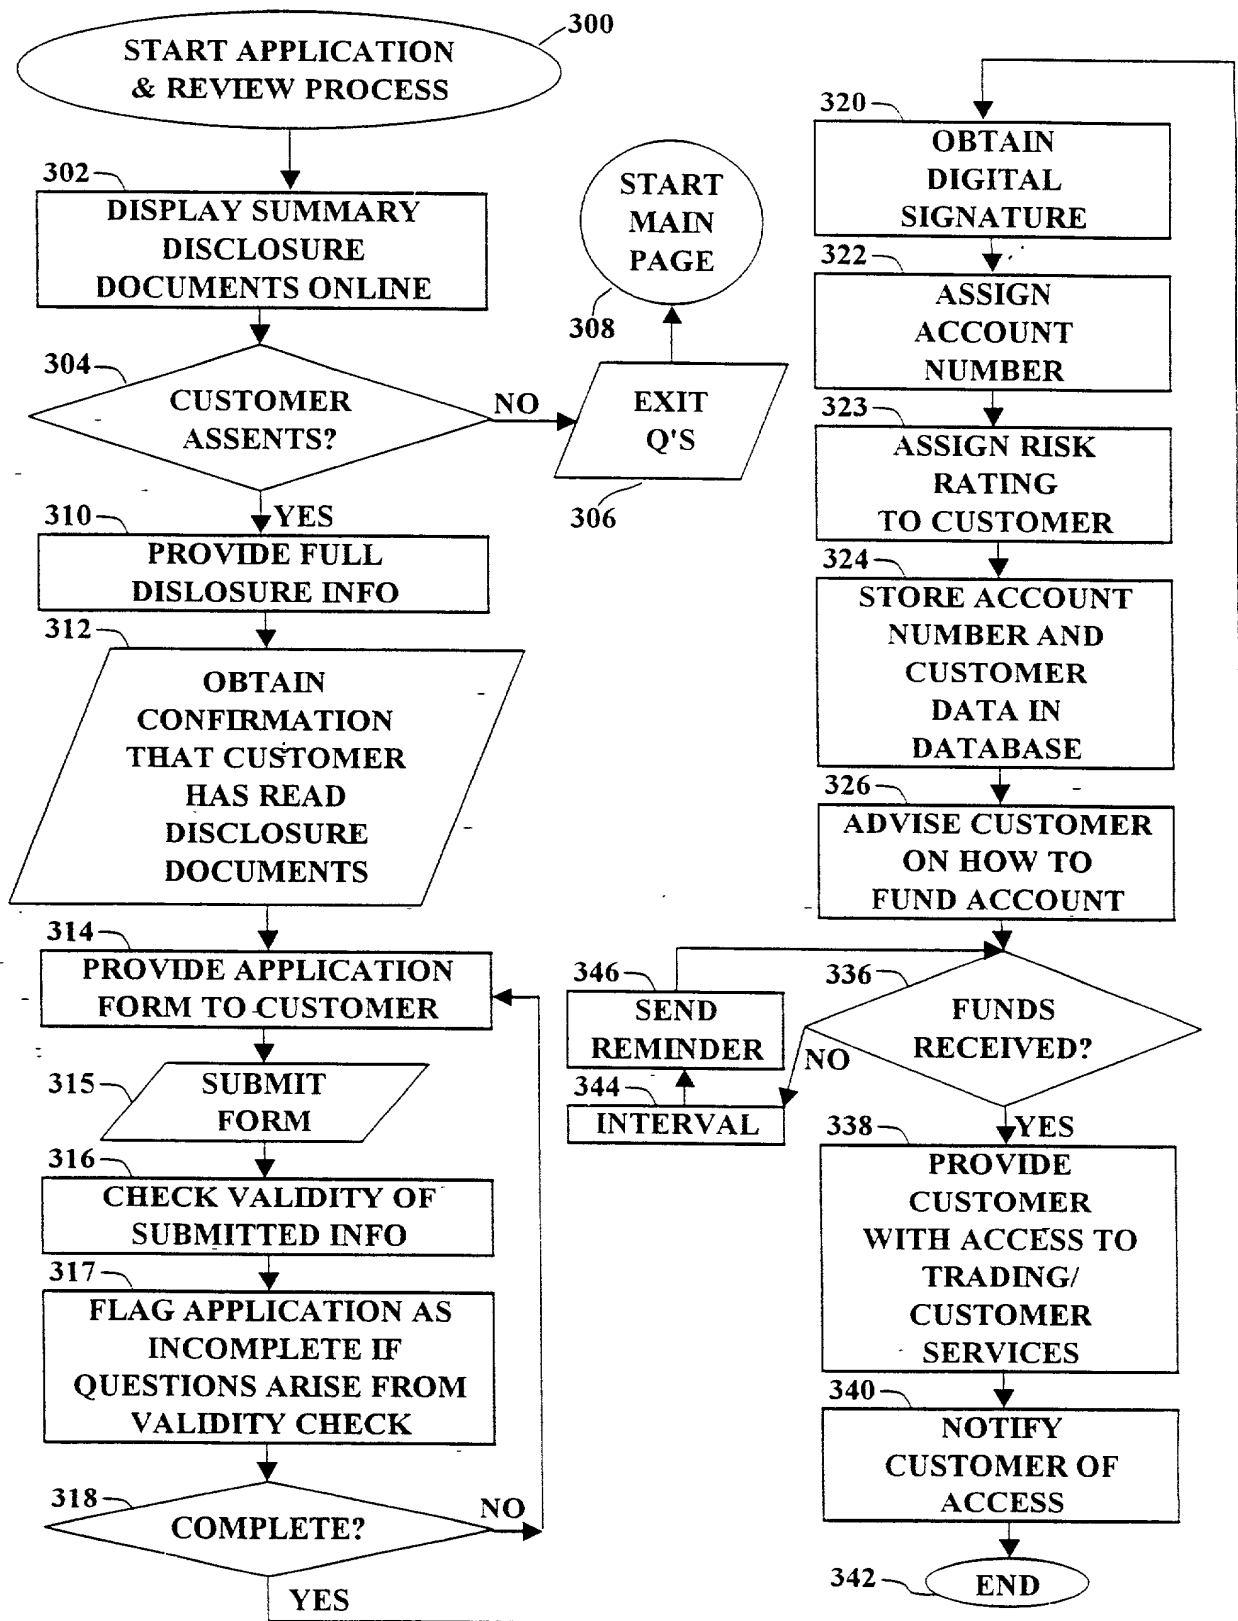 300
START APPLICATION
& REVIEW PROCESS
302
DISPLAY SUMMARY
DISCLOSURE
DOCUMENTS ONLINE
304
CUSTOMER
ASSENTS?
NO
START
MAIN
PAGE
308
EXIT
Q'S
306
YES
310
PROVIDE FULL
DISLOSURE INFO
312
OBTAIN
CONFIRMATION
THAT CUSTOMER
HAS READ
DISCLOSURE
DOCUMENTS
314
PROVIDE APPLICATION
FORM TO CUSTOMER
315
SUBMIT
FORM
316
CHECK VALIDITY OF
SUBMITTED INFO
317
FLAG APPLICATION AS
INCOMPLETE IF
QUESTIONS ARISE FROM
VALIDITY CHECK
318
COMPLETE?
NO
YES
320
OBTAIN
DIGITAL
SIGNATURE
322
ASSIGN
ACCOUNT
NUMBER
323
ASSIGN RISK
RATING
TO CUSTOMER
324
STORE ACCOUNT
NUMBER AND
CUSTOMER
DATA IN
DATABASE
326
ADVISE CUSTOMER
ON HOW TO
FUND ACCOUNT
336
FUNDS
RECEIVED?
NO
346
SEND
REMINDER
344
INTERVAL
YES
338
PROVIDE
CUSTOMER
WITH ACCESS TO
TRADING/
CUSTOMER
SERVICES
340
NOTIFY
CUSTOMER OF
ACCESS
342
END